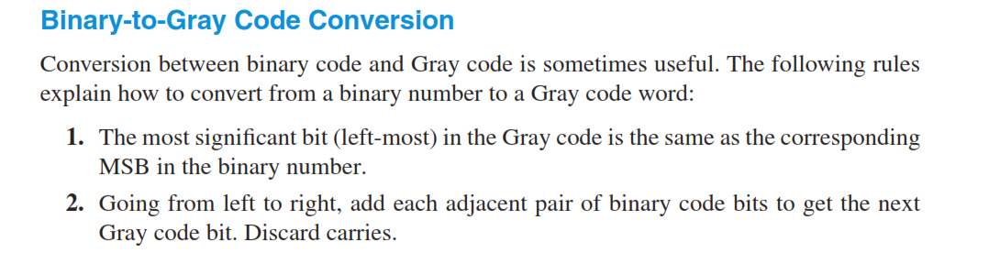 Binary-to-Gray Code Conversion
Conversion between binary code and Gray code is sometimes useful. The following rules
explain how to convert from a binary number to a Gray code word:
1. The most significant bit (left-most) in the Gray code is the same as the corresponding
MSB in the binary number.
2. Going from left to right, add each adjacent pair of binary code bits to get the next
Gray code bit. Discard carries.